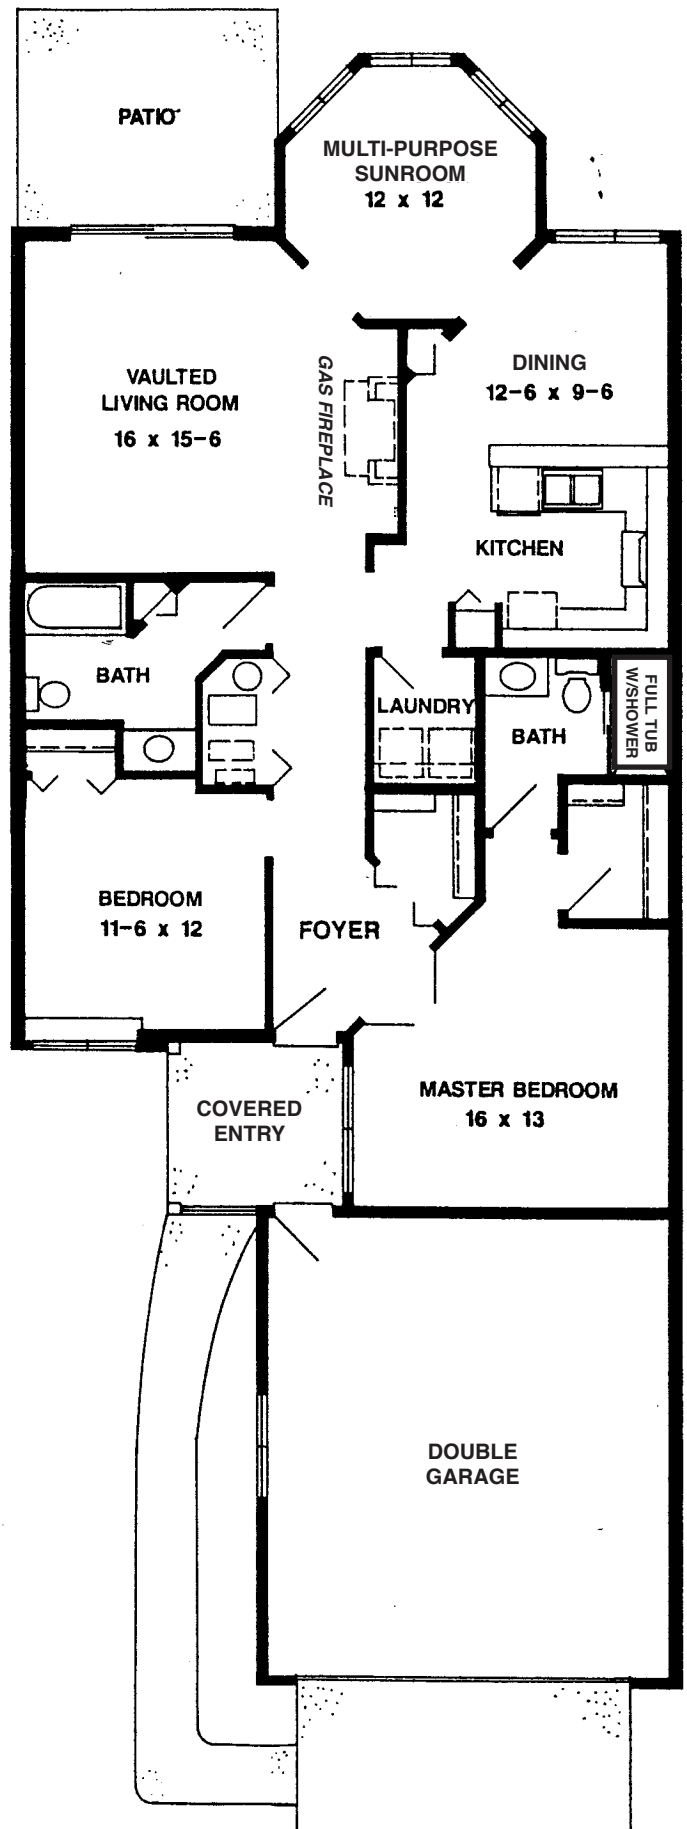 PATIO
MULTI-PURPOSE
SUNROOM
12 x 12
VAULTED
LIVING ROOM
16 x 15-6
GAS FIREPLACE
DINING
12-6 x 9-6
KITCHEN
BATH
LAUNDRY
BATH
FULL TUB
W/SHOWER
BEDROOM
11-6 x 12
FOYER
MASTER BEDROOM
16 x 13
COVERED
ENTRY
DOUBLE
GARAGE